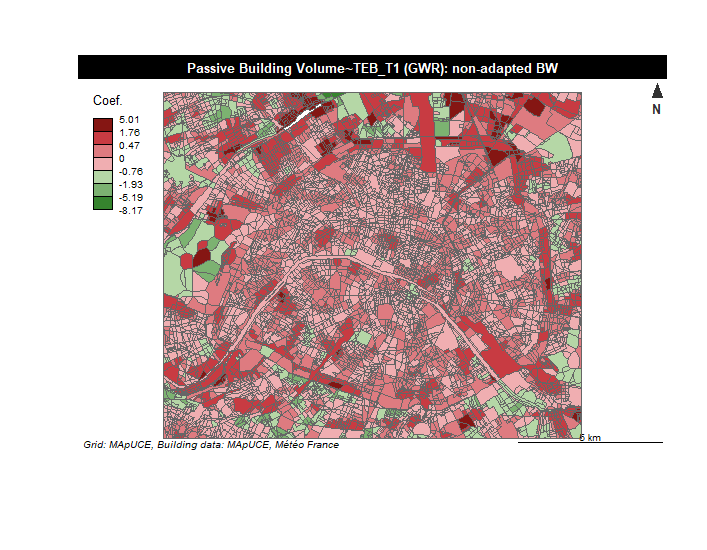 Passive Building Volume~TEB_T1 (GWR): non-adapted BW
Coef.
5.01
1.76
0.47
0
-0.76
-1.93
-5.19
-8.17
N
6 km
Grid: MApUCE, Building data: MApUCE, Météo France